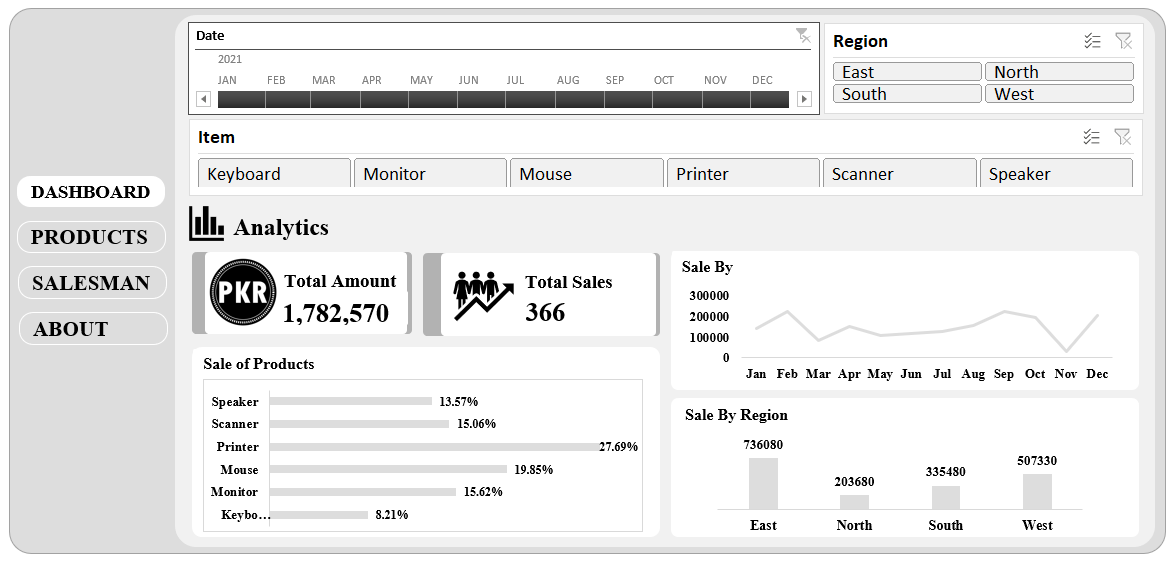 Date
2021
JAN FEB MAR APR MAY JUN JUL AUG SEP OCT NOV DEC
Region
East North
South West
Item
Keyboard Monitor Mouse Printer Scanner Speaker
DASHBOARD
PRODUCTS
SALESMAN
ABOUT
Analytics
PKR
Total Amount
1,782,570
Total Sales
366
Sale By
300000
200000
100000
0
Jan Feb Mar Apr May Jun Jul Aug Sep Oct Nov Dec
Sale of Products
Speaker 13.57%
Scanner 15.06%
Printer 27.69%
Mouse 19.85%
Monitor 15.62%
Keybo... 8.21%
Sale By Region
736080
203680
335480
507330
East North South West